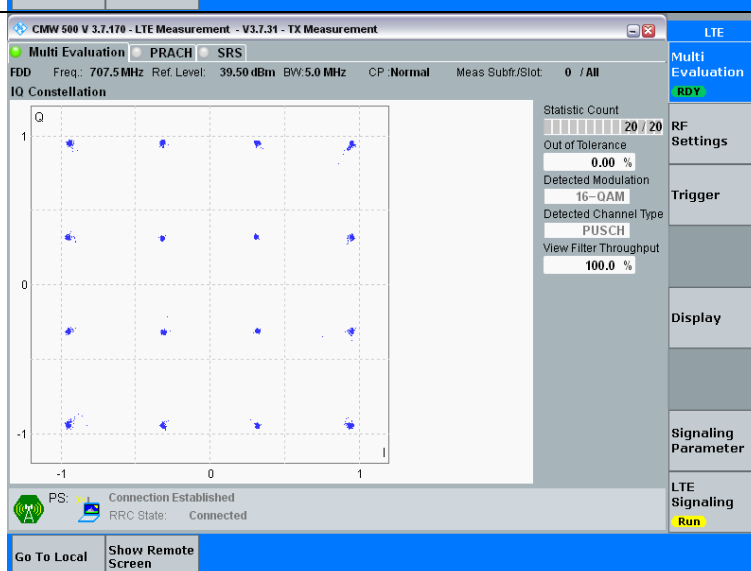 CMW 500 V 3.7.170 - LTE Measurement - V3.7.31 - TX Measurement
LTE
Multi Evaluation PRACH SRS
FDD Freq.: 707.5 MHz Ref. Level: 39.50 dBm BW: 5.0 MHz CP :Normal Meas Subfr./Slot: 0 / All
IQ Constellation
Q
1
0
-1
-1 0 1
I
Statistic Count
20 / 20
Out of Tolerance
0.00 %
Detected Modulation
16-QAM
Detected Channel Type
PUSCH
View Filter Throughput
100.0 %
Multi
Evaluation
RDY
RF
Settings
Trigger
Display
Signaling
Parameter
LTE
Signaling
Run
PS: Connection Established
RRC State: Connected
Go To Local
Show Remote
Screen